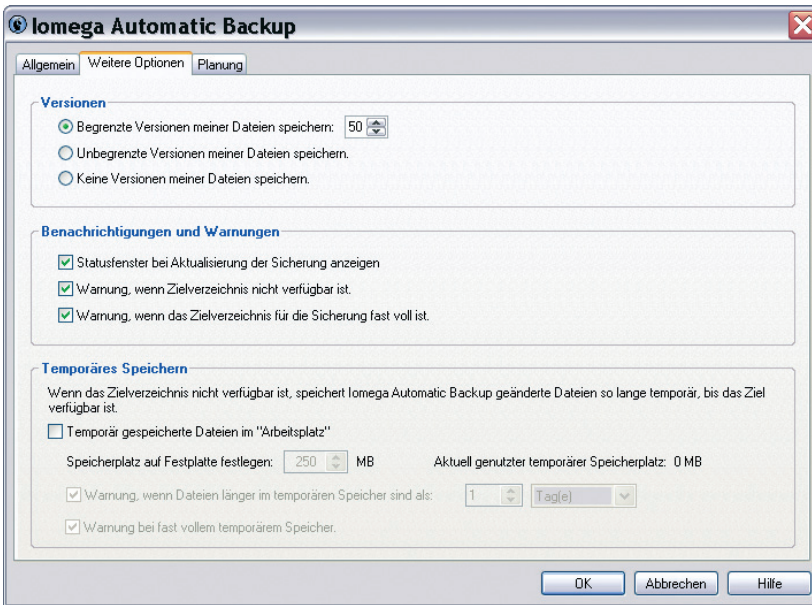 Iomega Automatic Backup
Allgemein Weitere Optionen Planung
Versionen
Begrenzte Versionen meiner Dateien speichern: 50
Unbegrenzte Versionen meiner Dateien speichern.
Keine Versionen meiner Dateien speichern.
Benachrichtigungen und Warnungen
Statusfenster bei Aktualisierung der Sicherung anzeigen
Warnung, wenn Zielverzeichnis nicht verfügbar ist.
Warnung, wenn das Zielverzeichnis für die Sicherung fast voll ist.
Temporäres Speichern
Wenn das Zielverzeichnis nicht verfügbar ist, speichert Iomega Automatic Backup geänderte Dateien so lange temporär, bis das Ziel
verfügbar ist.
Temporär gespeicherte Dateien im "Arbeitsplatz"
Speicherplatz auf Festplatte festlegen: 250 MB Aktuell genutzter temporärer Speicherplatz: 0 MB
Warnung, wenn Dateien länger im temporären Speicher sind als: 1 Tag(e)
Warnung bei fast vollem temporärem Speicher.
OK Abbrechen Hilfe